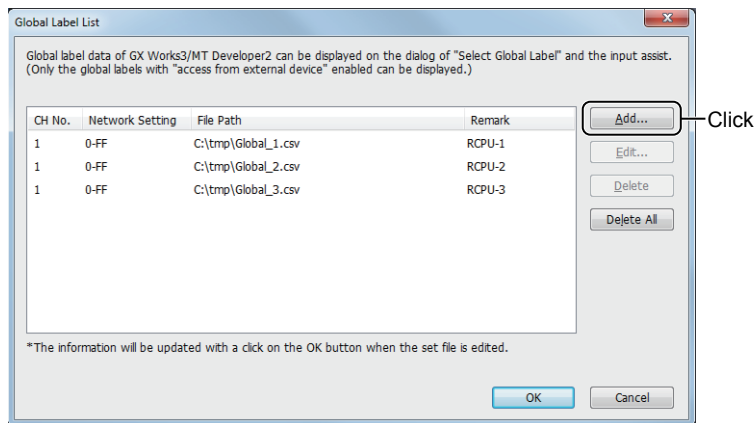 Global Label List
Global label data of GX Works3/MT Developer2 can be displayed on the dialog of "Select Global Label" and the input assist.
(Only the global labels with "access from external device" enabled can be displayed.)
CH No. Network Setting File Path Remark
1 0-FF C:\tmp\Global_1.csv RCPU-1
1 0-FF C:\tmp\Global_2.csv RCPU-2
1 0-FF C:\tmp\Global_3.csv RCPU-3
Add...
Click
Edit...
Delete
Delete All
*The information will be updated with a click on the OK button when the set file is edited.
OK Cancel